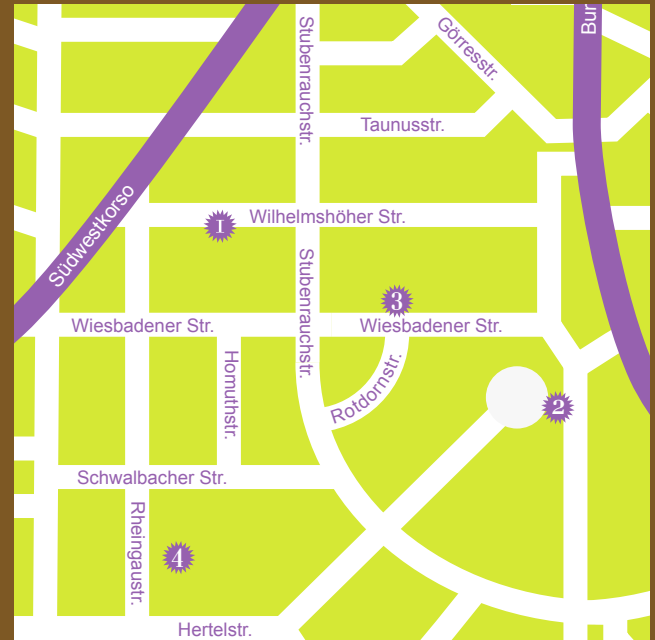 Stubenrauchstr.
Görresstr.
Bur
Taunusstr.
Südwestkorso
1
Wilhelmshöher Str.
Stubenrauchstr.
3
Wiesbadener Str.
Wiesbadener Str.
Homuthstr.
Rotdornstr.
2
Schwalbacher Str.
Rheingaustr.
4
Hertelstr.